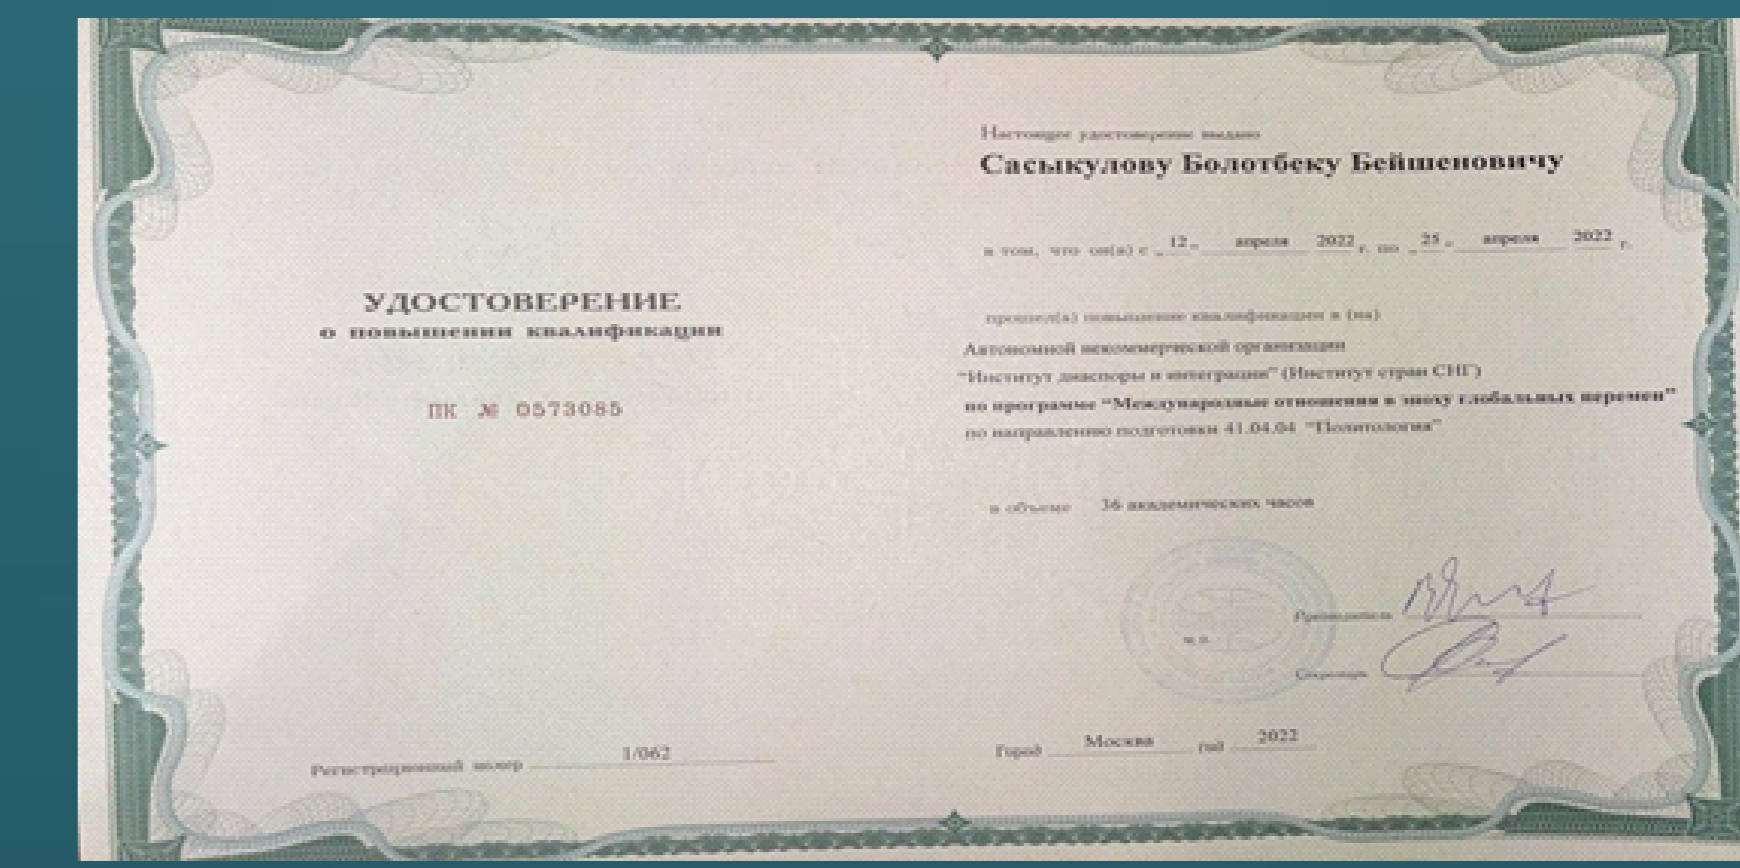 УДОСТОВЕРЕНИЕ
о повышении квалификации
ПК № 0573085
Регистрационный номер 1/062
Настоящее удостоверение выдано
Сасыкулову Болотбеку Бейшеновичу
в том, что он(а) с „ 12 „ апреля 2022 г. по „ 25 „ апреля 2022 г.
прошел(а) повышение квалификации в (на)
Автономной некоммерческой организации
“Институт диаспоры и интеграции” (Институт стран СНГ)
по программе “Международные отношения в эпоху глобальных перемен”
по направлению подготовки 41.04.04 “Политология”
в объеме 36 академических часов
Руководитель
М.П.
Секретарь
Город Москва год 2022